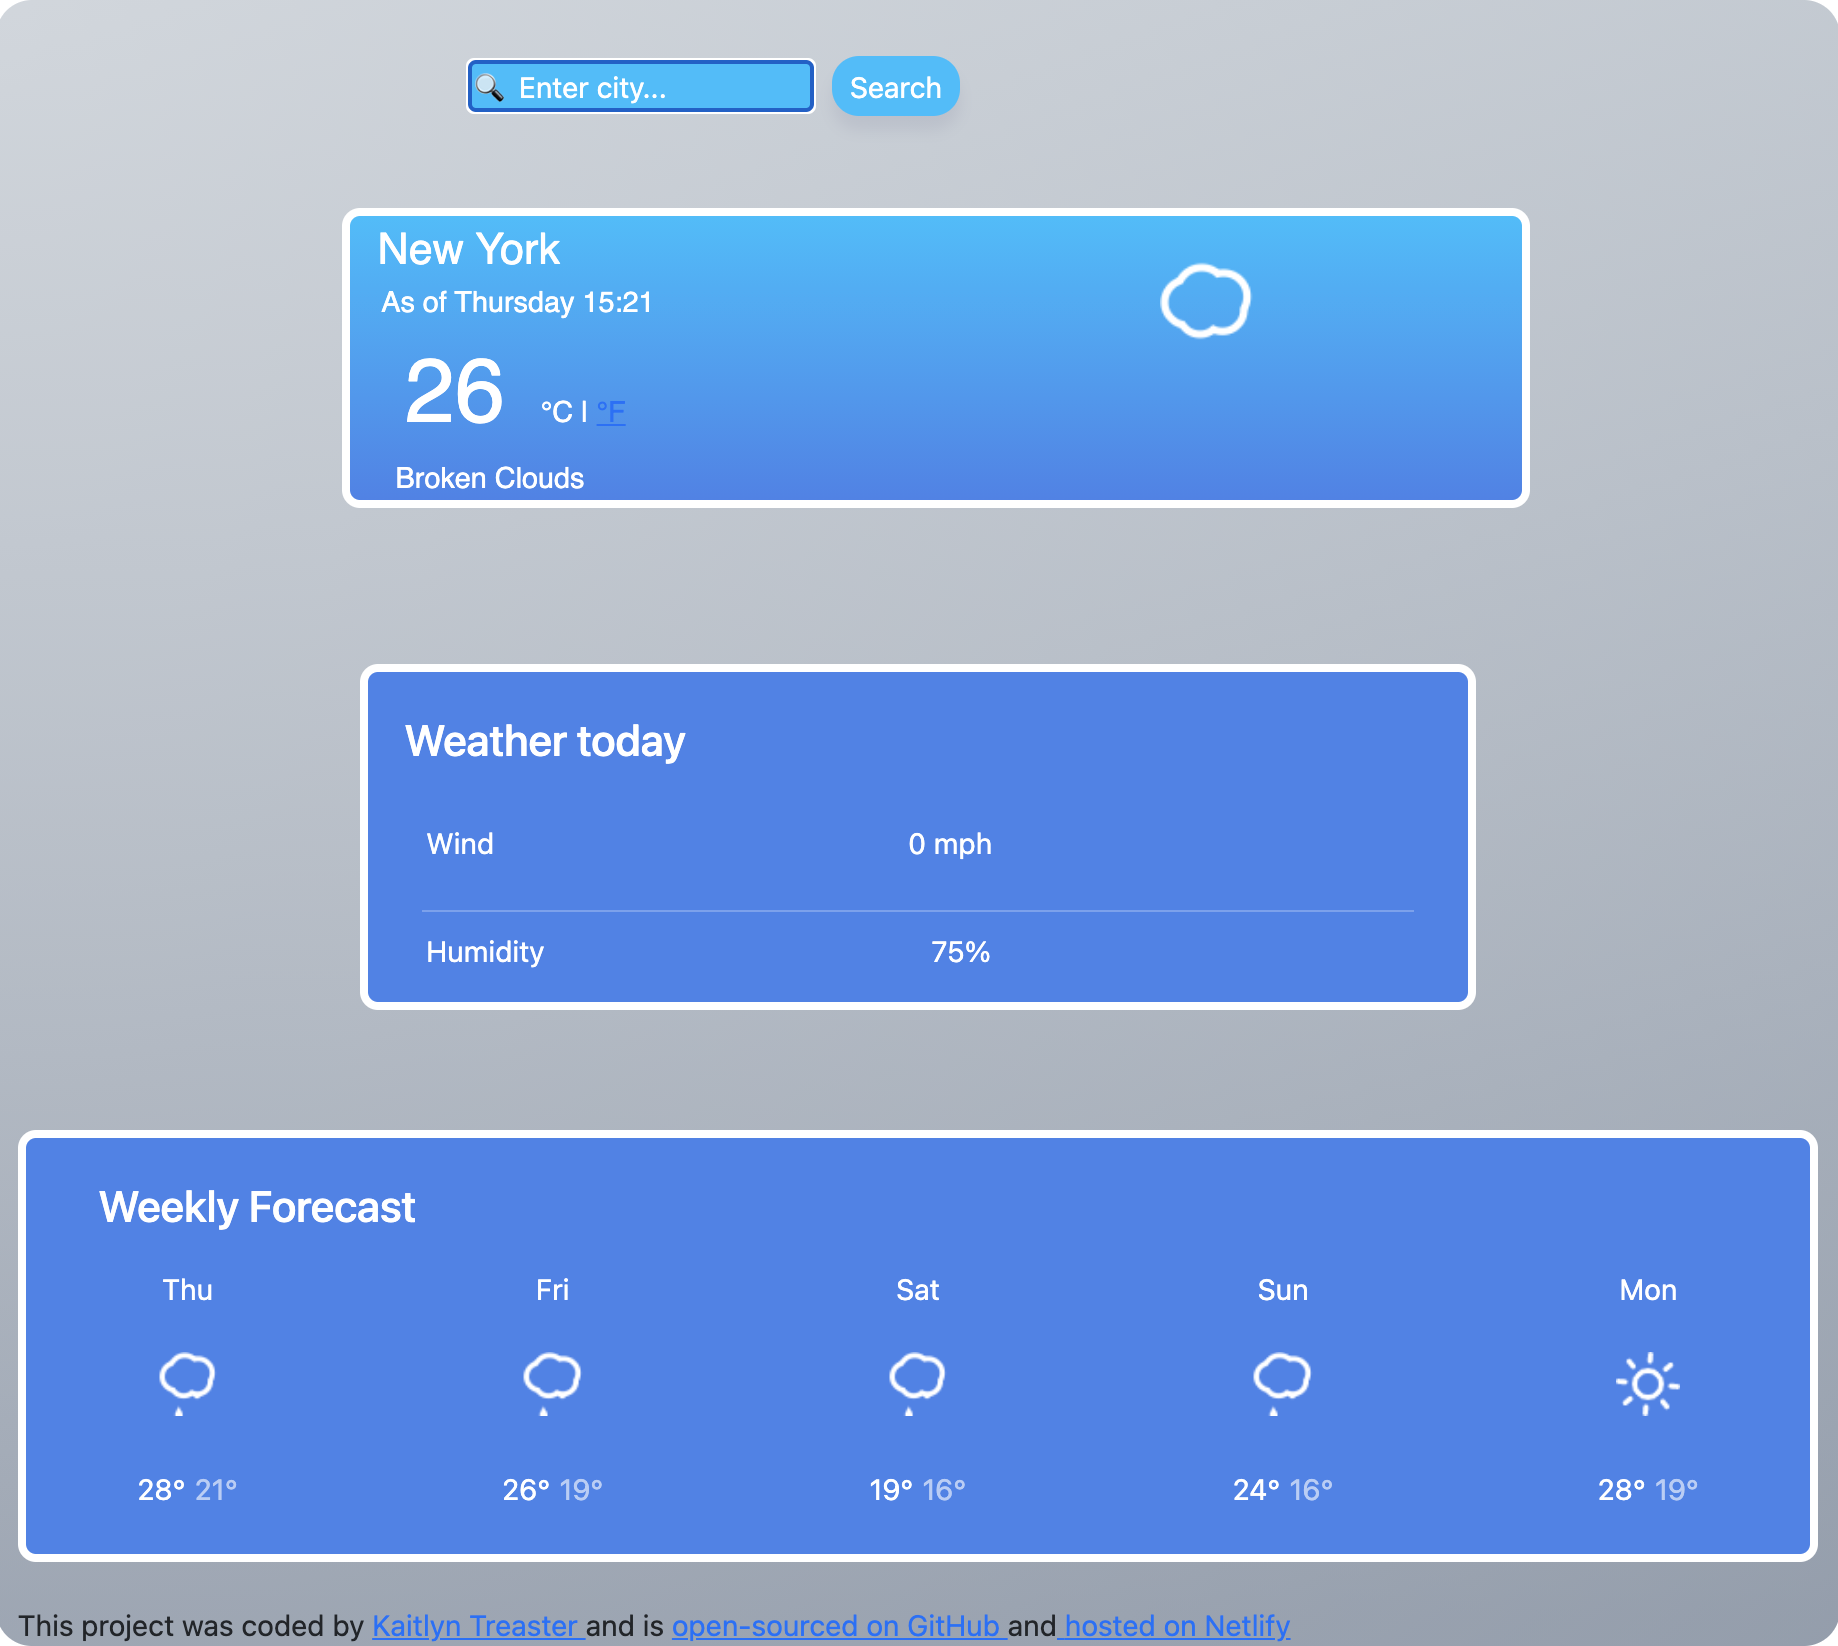 Enter city...
Search
New York
As of Thursday 15:21
26 °C | °F
Broken Clouds
Weather today
Wind 0 mph
Humidity 75%
Weekly Forecast
Thu Fri Sat Sun Mon
28° 21° 26° 19° 19° 16° 24° 16° 28° 19°
This project was coded by Kaitlyn Treaster and is open-sourced on GitHub and hosted on Netlify